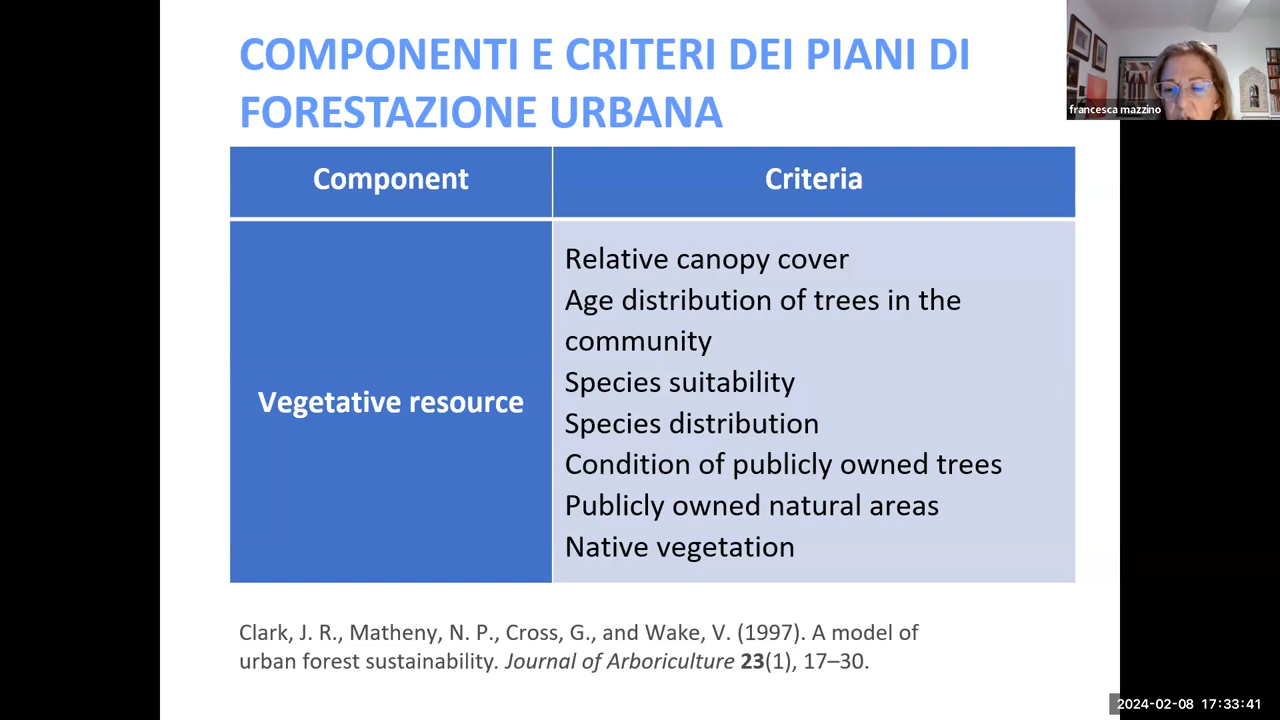 COMPONENTI E CRITERI DEI PIANI DI
FORESTAZIONE URBANA
francesca mazzino
Component
Criteria
Vegetative resource
Relative canopy cover
Age distribution of trees in the
community
Species suitability
Species distribution
Condition of publicly owned trees
Publicly owned natural areas
Native vegetation
Clark, J. R., Matheny, N. P., Cross, G., and Wake, V. (1997). A model of
urban forest sustainability. Journal of Arboriculture 23(1), 17–30.
2024-02-08 17:33:41